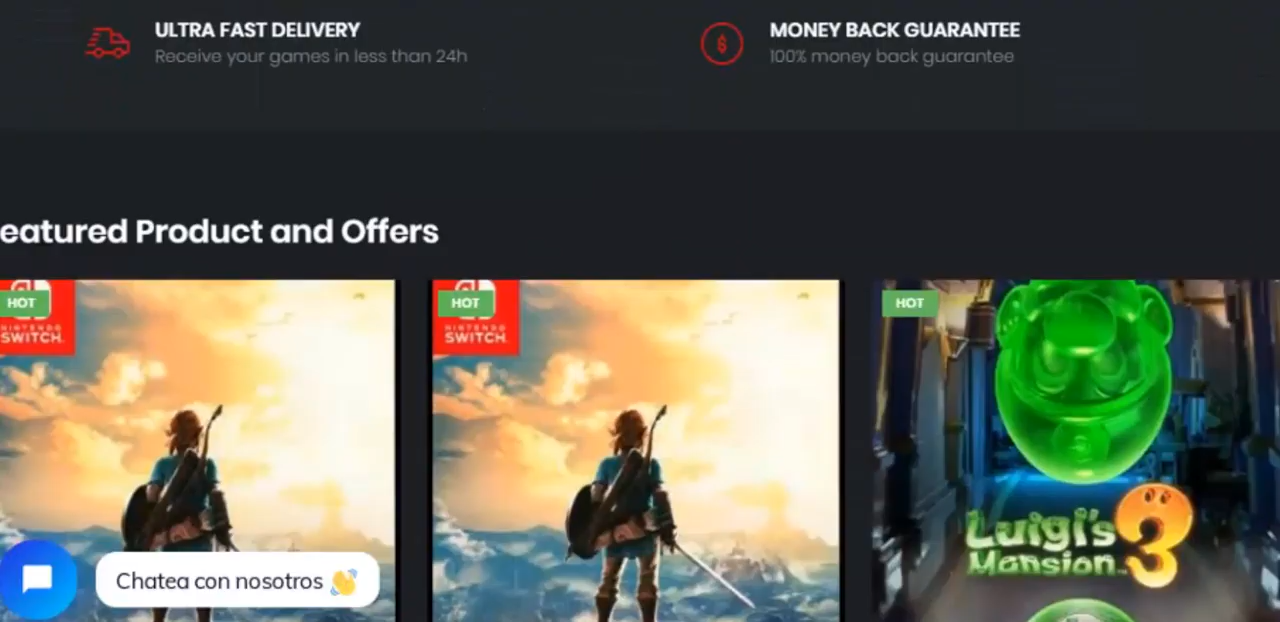 ULTRA FAST DELIVERY
Receive your games in less than 24h
MONEY BACK GUARANTEE
100% money back guarantee
eatured Product and Offers
HOT
NINTENDO
SWITCH
HOT
NINTENDO
SWITCH
HOT
Luigi's
Mansion 3
Chatea con nosotros 👋